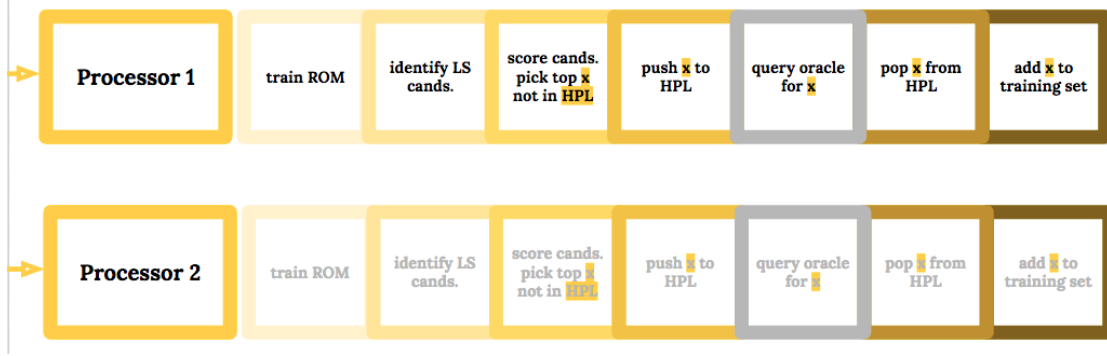 Processor 1
train ROM
identify LS
cands.
score cands.
pick top x
not in HPL
push x to
HPL
query oracle
for x
pop x from
HPL
add x to
training set
Processor 2
train ROM
identify LS
cands.
score cands.
pick top x
not in HPL
push x to
HPL
query oracle
for x
pop x from
HPL
add x to
training set